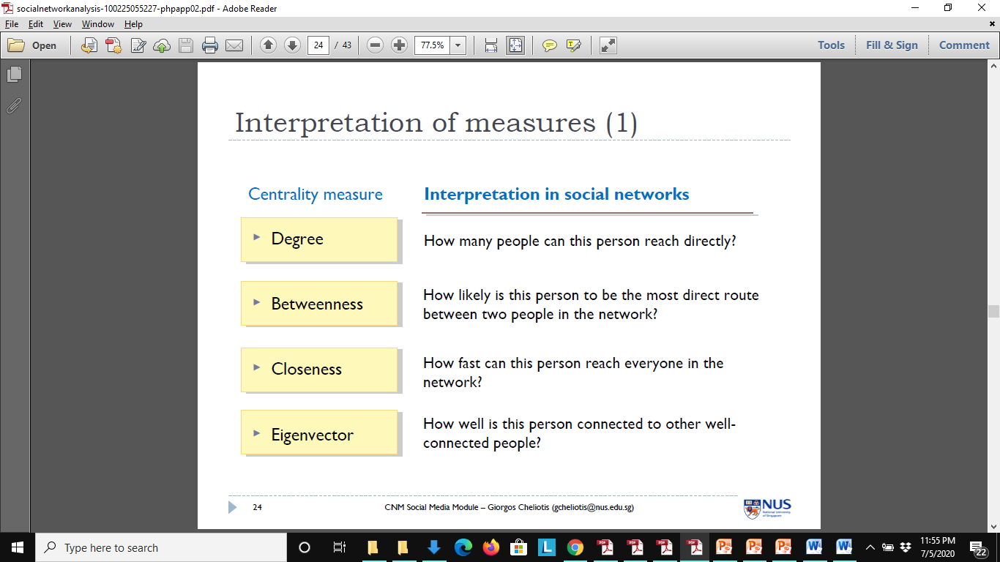 socialnetworkanalysis-100225055227-phpapp02.pdf - Adobe Reader
File Edit View Window Help
Open 24 / 43 77.5% Tools Fill & Sign Comment
Interpretation of measures (1)
Centrality measure Interpretation in social networks
Degree How many people can this person reach directly?
Betweenness How likely is this person to be the most direct route
between two people in the network?
Closeness How fast can this person reach everyone in the
network?
Eigenvector How well is this person connected to other well-
connected people?
24 CNM Social Media Module – Giorgos Cheliotis (gcheliotis@nus.edu.sg) NUS
National University
of Singapore
Type here to search
11:55 PM
7/5/2020
22